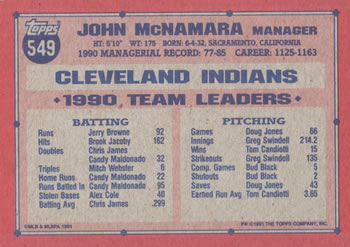 Topps
549
JOHN McNAMARA MANAGER
HT: 5'10" WT: 175 BORN: 6-4-32, SACRAMENTO, CALIFORNIA
1990 MANAGERIAL RECORD: 77-85 CAREER: 1125-1163
CLEVELAND INDIANS
1990 TEAM LEADERS
BATTING
Runs Jerry Browne 92
Hits Brook Jacoby 162
Doubles Chris James
Candy Maldonado 32
Triples Mitch Webster 6
Home Runs Candy Maldonado 22
Runs Batted in Candy Maldonado 95
Stolen Bases Alex Cole 40
Batting Avg Chris James .299
PITCHING
Games Doug Jones 66
Innings Greg Swindell 214.2
Wins Tom Candiotti 15
Strikeouts Greg Swindell 135
Comp. Games Bud Black 5
Shutouts Bud Black 2
Saves Doug Jones 43
Earned Run Avg Tom Candiotti 3.65
©MLB & MLBPA 1991
©1991 THE TOPPS COMPANY, INC.